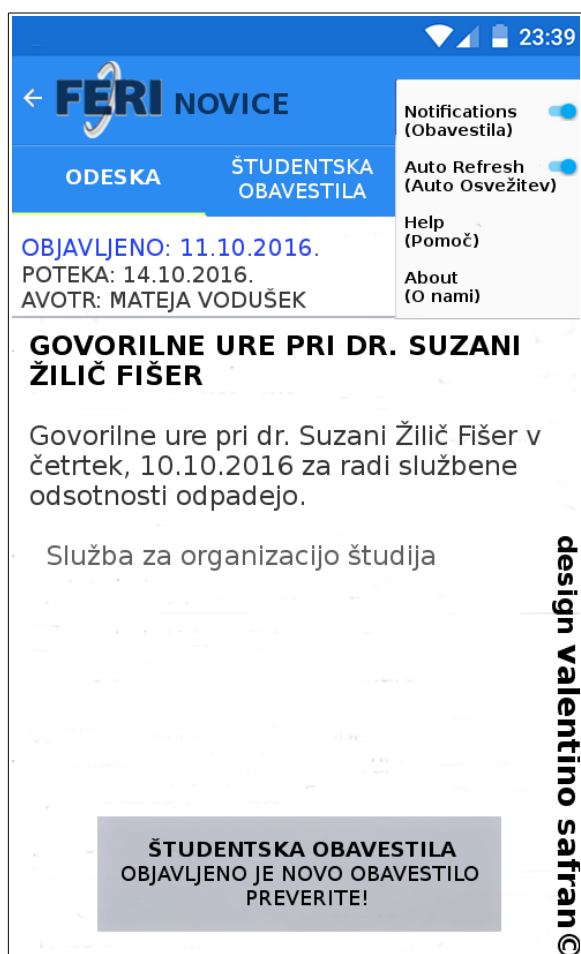 23:39
FERI NOVICE
Notifications
(Obavestila)
Auto Refresh
(Auto Osvežitev)
Help
(Pomoč)
About
(O nami)
ODESKA
ŠTUDENTSKA
OBAVESTILA
OBJAVLJENO: 11.10.2016.
POTEKA: 14.10.2016.
AVOTR: MATEJA VODUŠEK
GOVORILNE URE PRI DR. SUZANI
ŽILIČ FIŠER
Govorilne ure pri dr. Suzani Žilič Fišer v
četrtek, 10.10.2016 za radi službene
odsotnosti odpadejo.
Služba za organizacijo študija
design valentino safran©
ŠTUDENTSKA OBAVESTILA
OBJAVLJENO JE NOVO OBAVESTILO
PREVERITE!